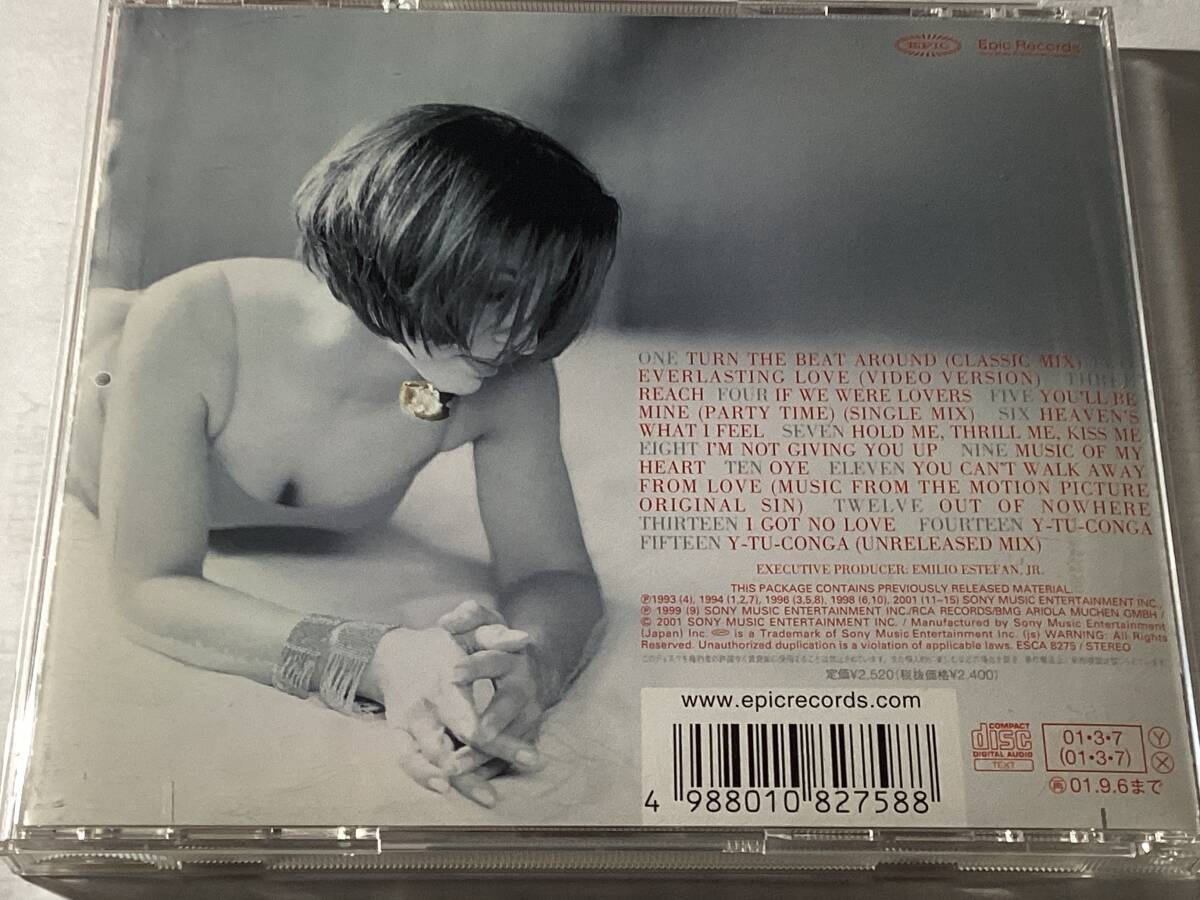 EPIC
Epic Records
ONE TURN THE BEAT AROUND (CLASSIC MIX)
EVERLASTING LOVE (VIDEO VERSION) THREE
REACH FOUR IF WE WERE LOVERS FIVE YOU'LL BE
MINE (PARTY TIME) (SINGLE MIX) SIX HEAVEN'S
WHAT I FEEL SEVEN HOLD ME, THRILL ME, KISS ME
EIGHT I'M NOT GIVING YOU UP NINE MUSIC OF MY
HEART TEN OYE ELEVEN YOU CAN'T WALK AWAY
FROM LOVE (MUSIC FROM THE MOTION PICTURE
ORIGINAL SIN) TWELVE OUT OF NOWHERE
THIRTEEN I GOT NO LOVE FOURTEEN Y-TU-CONGA
FIFTEEN Y-TU-CONGA (UNRELEASED MIX)
EXECUTIVE PRODUCER: EMILIO ESTEFAN, JR.
THIS PACKAGE CONTAINS PREVIOUSLY RELEASED MATERIAL.
℗1993 (4), 1994 (1,2,7), 1996 (3,5,8), 1998 (6,10), 2001 (11–15) SONY MUSIC ENTERTAINMENT INC./
℗ 1999 (9) SONY MUSIC ENTERTAINMENT INC./RCA RECORDS/BMG ARIOLA MUCHEN GMBH /
© 2001 SONY MUSIC ENTERTAINMENT INC. / Manufactured by Sony Music Entertainment
(Japan) Inc. EPIC is a Trademark of Sony Music Entertainment Inc. (js) WARNING: All Rights
Reserved. Unauthorized duplication is a violation of applicable laws. ESCA 8275 / STEREO
定価¥2,520(税抜価格¥2,400)
www.epicrecords.com
4 988010 827588
COMPACT
disc
DIGITAL AUDIO
TEXT
01・3・7
(01・3・7)
Ⓨ
Ⓧ
㊥01.9.6まで